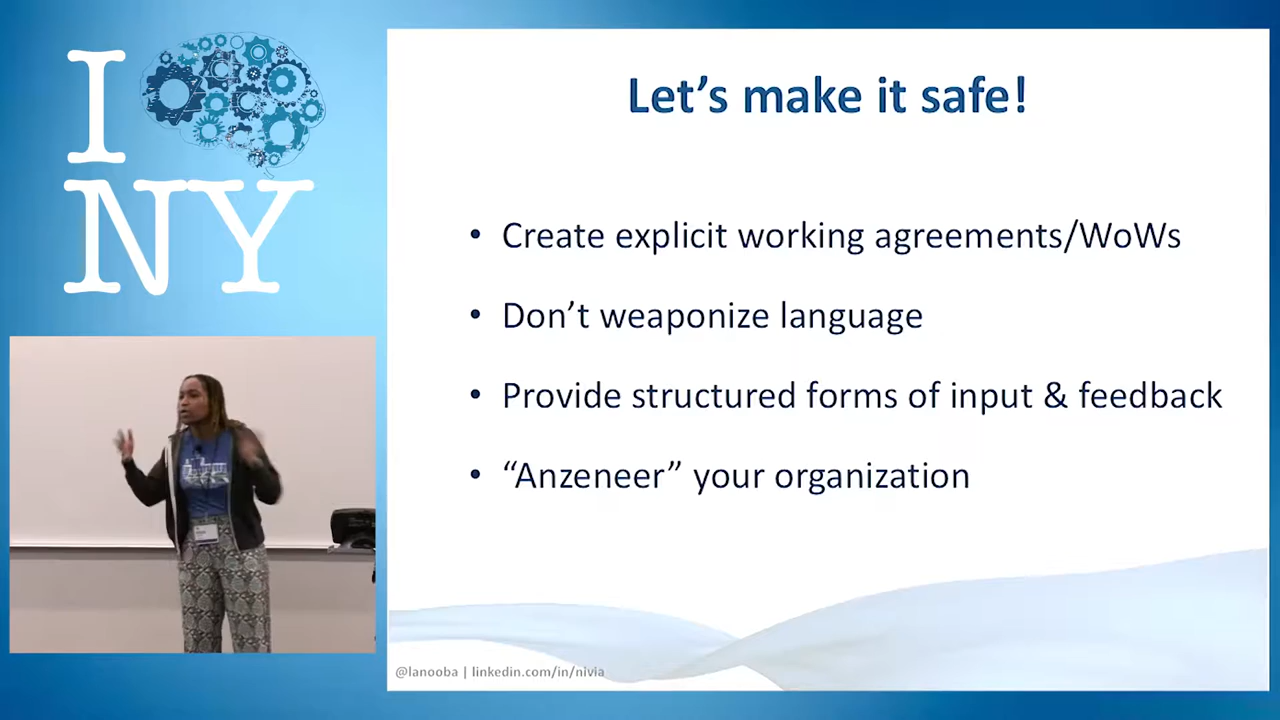 I
NY
Let's make it safe!
• Create explicit working agreements/WoWs
• Don't weaponize language
• Provide structured forms of input & feedback
• “Anzeneer” your organization
@lanooba | linkedin.com/in/nivia